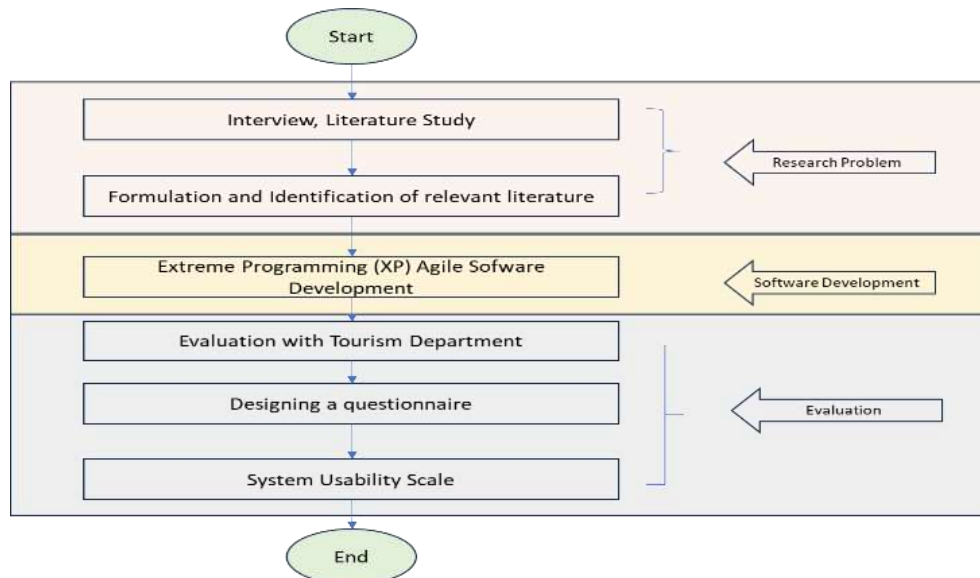 Start
Interview, Literature Study
Research Problem
Formulation and Identification of relevant literature
Extreme Programming (XP) Agile Sofware
Development
Software Development
Evaluation with Tourism Department
Designing a questionnaire
Evaluation
System Usability Scale
End